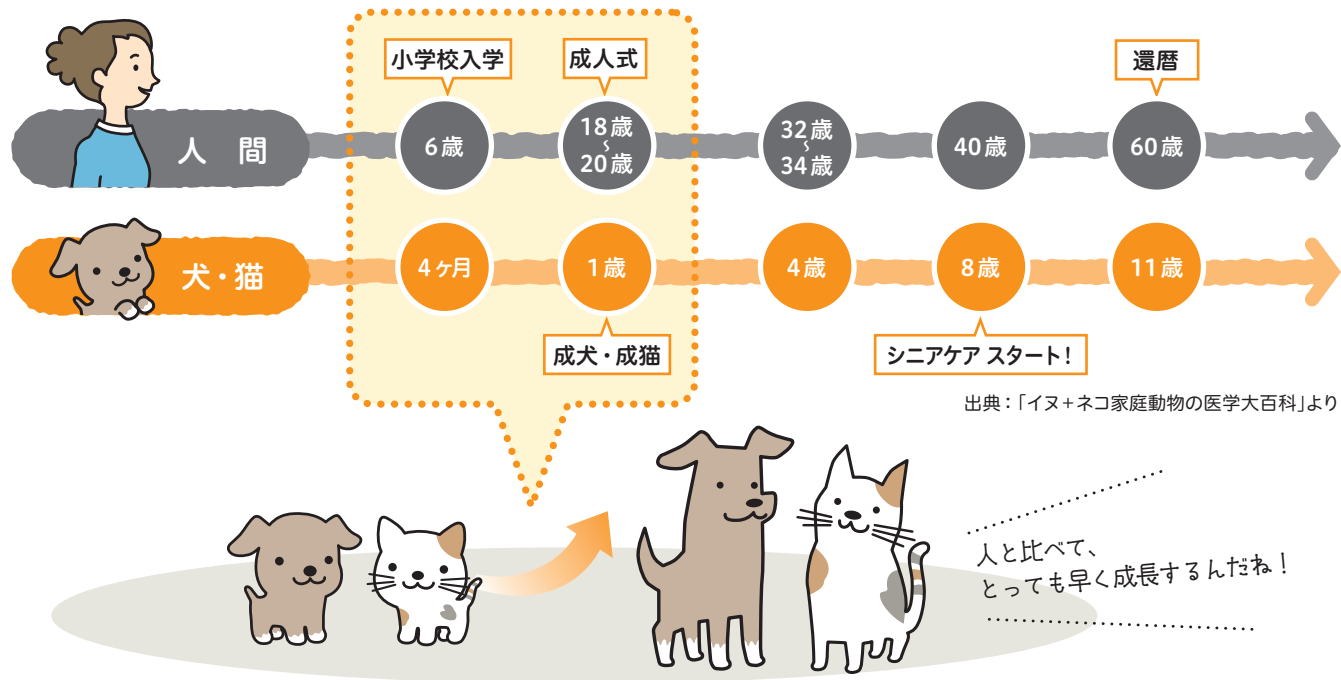 小学校入学
成人式
還暦
人 間
6歳
18歳
〜
20歳
32歳
〜
34歳
40歳
60歳
犬・猫
4ヶ月
1歳
4歳
8歳
11歳
成犬・成猫
シニアケア スタート!
出典:「イヌ+ネコ家庭動物の医学大百科」より
人と比べて、
とっても早く成長するんだね!